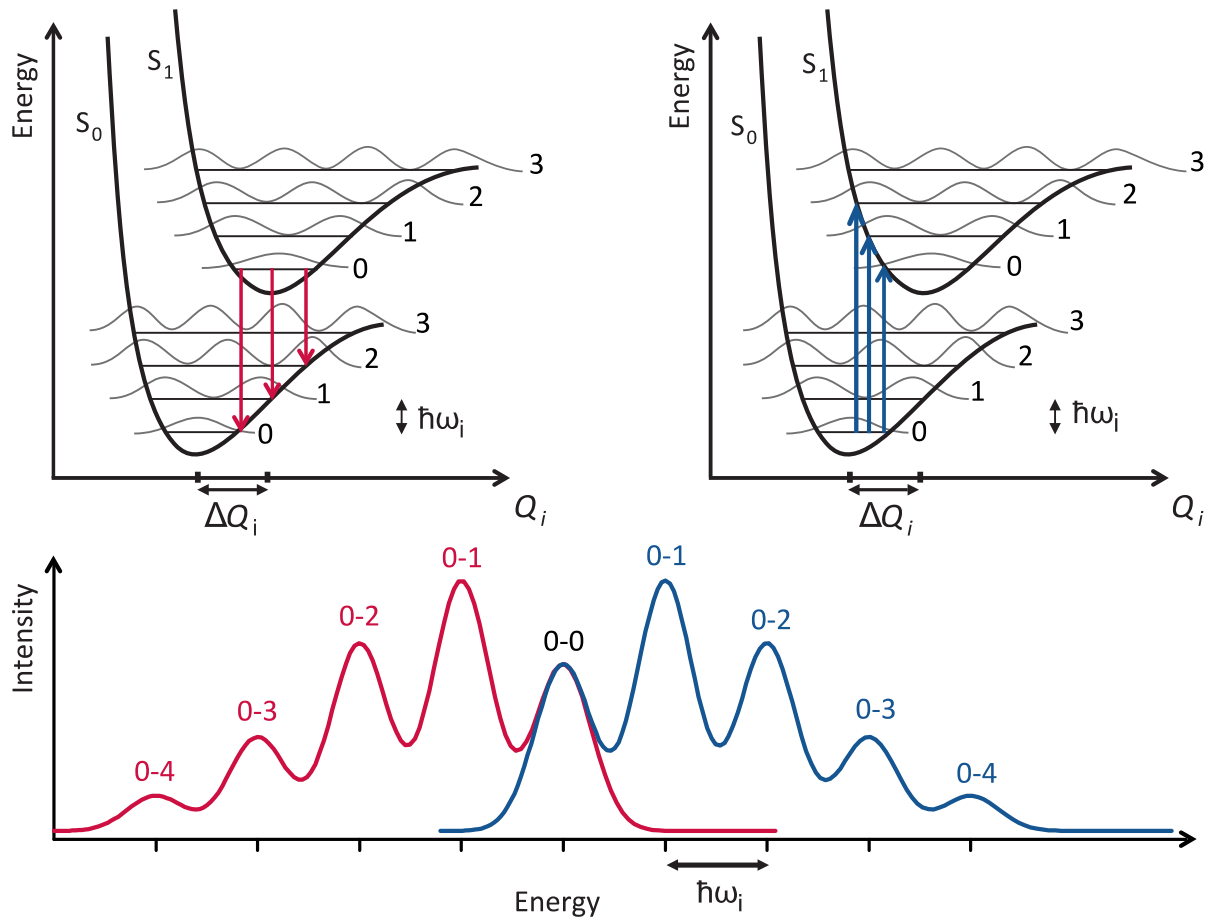 Energy
S₁
S₀
3
2
1
0
3
2
1
0
ħωᵢ
ΔQᵢ
Qᵢ
Energy
S₁
S₀
3
2
1
0
3
2
1
0
ħωᵢ
ΔQᵢ
Qᵢ
Intensity
0-4
0-3
0-2
0-1
0-0
0-1
0-2
0-3
0-4
ħωᵢ
Energy